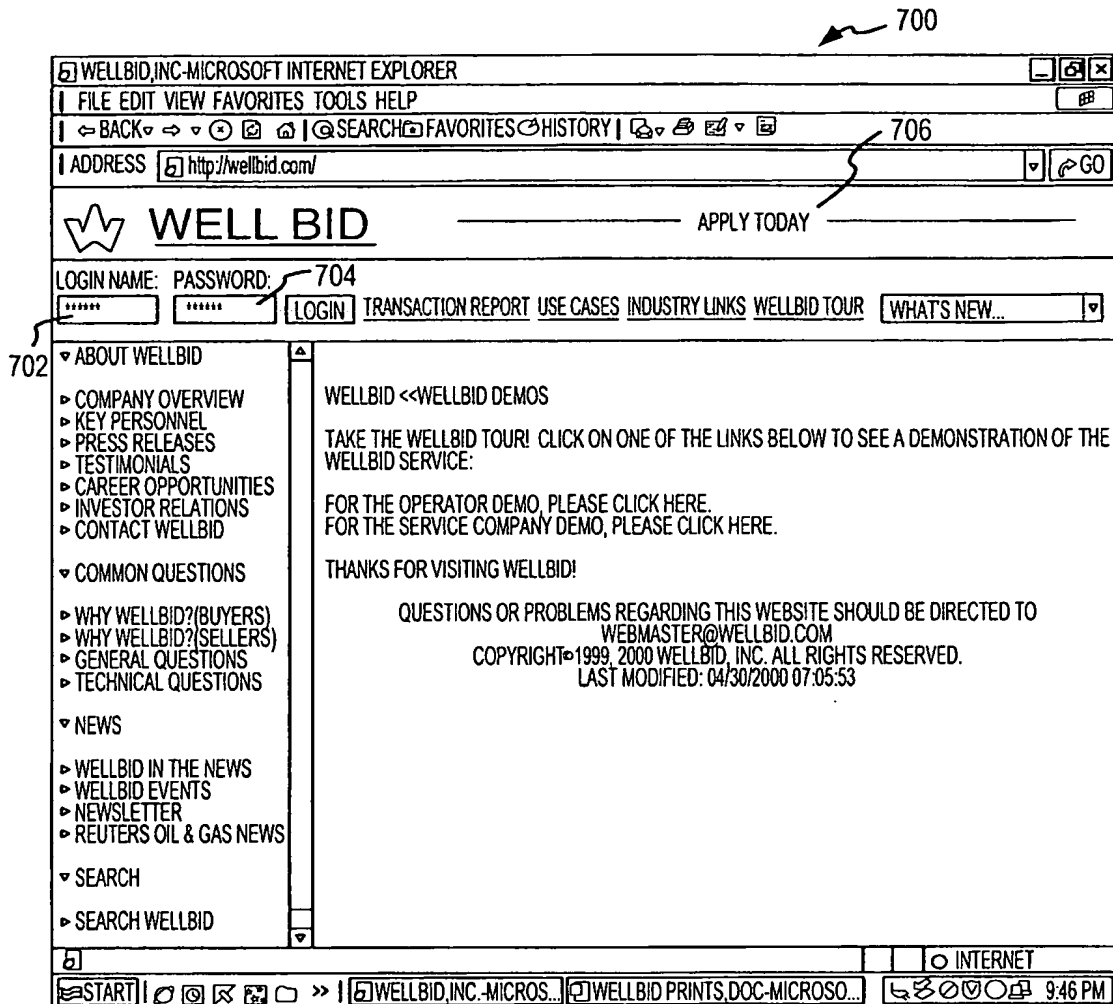 700
WELLBID,INC-MICROSOFT INTERNET EXPLORER
FILE EDIT VIEW FAVORITES TOOLS HELP
BACK SEARCH FAVORITES HISTORY
706
ADDRESS http://wellbid.com/ GO
WELL BID APPLY TODAY
LOGIN NAME: PASSWORD: 704
****** ****** LOGIN TRANSACTION REPORT USE CASES INDUSTRY LINKS WELLBID TOUR WHAT'S NEW...
702
ABOUT WELLBID
COMPANY OVERVIEW
KEY PERSONNEL
PRESS RELEASES
TESTIMONIALS
CAREER OPPORTUNITIES
INVESTOR RELATIONS
CONTACT WELLBID
COMMON QUESTIONS
WHY WELLBID?(BUYERS)
WHY WELLBID?(SELLERS)
GENERAL QUESTIONS
TECHNICAL QUESTIONS
NEWS
WELLBID IN THE NEWS
WELLBID EVENTS
NEWSLETTER
REUTERS OIL & GAS NEWS
SEARCH
SEARCH WELLBID
WELLBID <<WELLBID DEMOS
TAKE THE WELLBID TOUR! CLICK ON ONE OF THE LINKS BELOW TO SEE A DEMONSTRATION OF THE
WELLBID SERVICE:
FOR THE OPERATOR DEMO, PLEASE CLICK HERE.
FOR THE SERVICE COMPANY DEMO, PLEASE CLICK HERE.
THANKS FOR VISITING WELLBID!
QUESTIONS OR PROBLEMS REGARDING THIS WEBSITE SHOULD BE DIRECTED TO
WEBMASTER@WELLBID.COM
COPYRIGHT©1999, 2000 WELLBID, INC. ALL RIGHTS RESERVED.
LAST MODIFIED: 04/30/2000 07:05:53
INTERNET
START » WELLBID,INC.-MICROS... WELLBID PRINTS,DOC-MICROSO... 9:46 PM